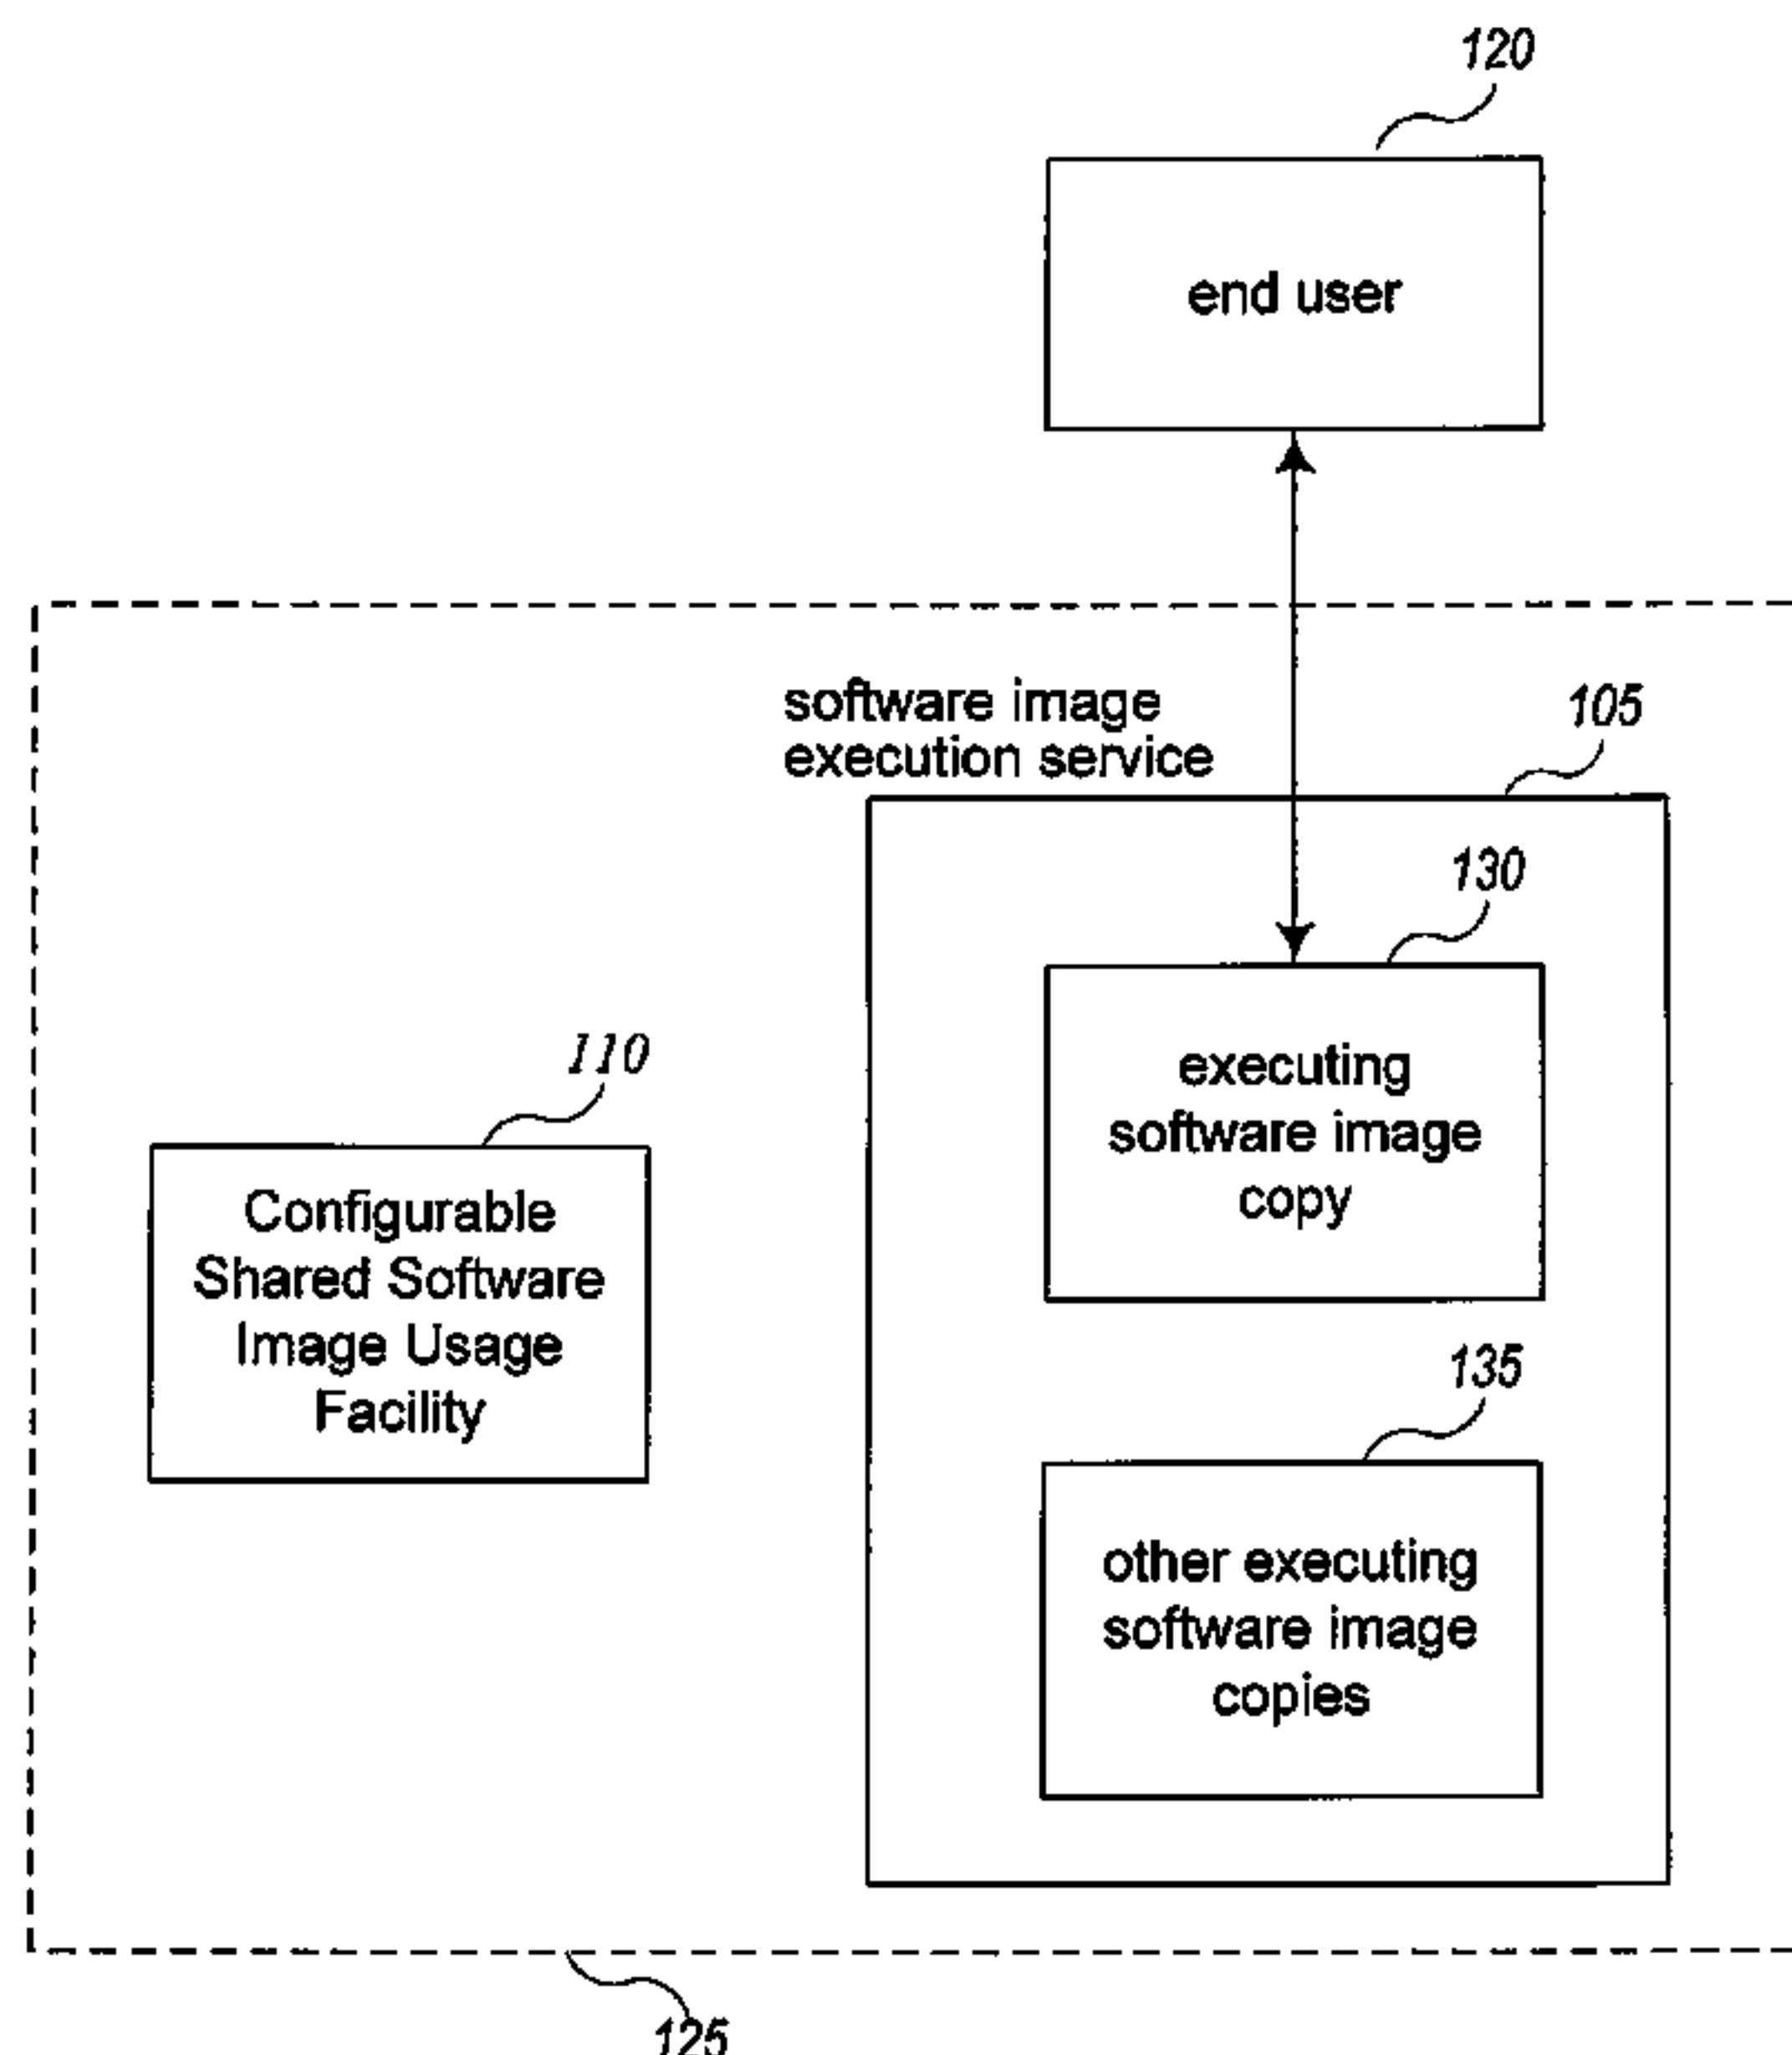 120
end user
software image
execution service
105
130
executing
software image
copy
110
Configurable
Shared Software
Image Usage
Facility
135
other executing
software image
copies
125